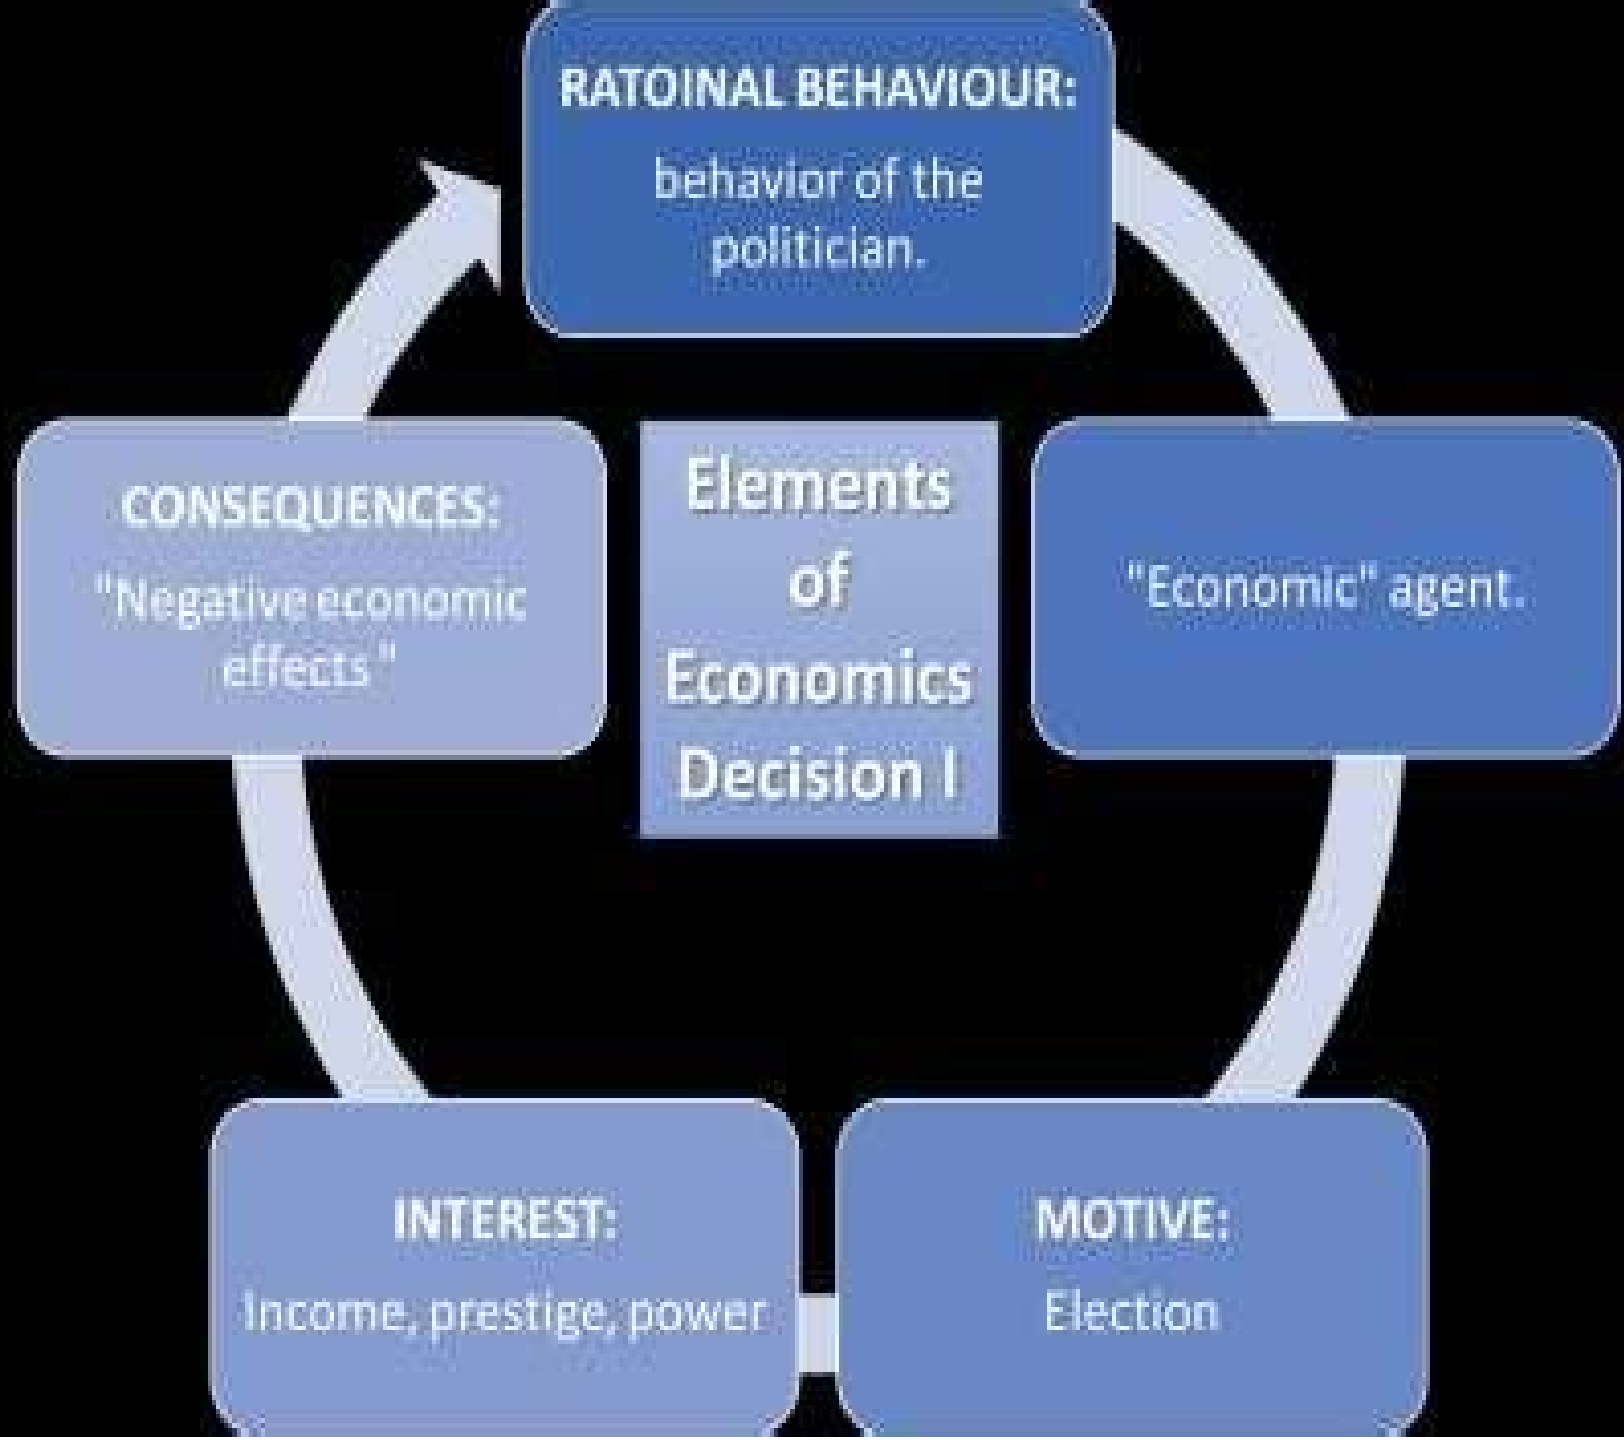 RATOINAL BEHAVIOUR:
behavior of the
politician.
"Economic" agent.
MOTIVE:
Election
INTEREST:
Income, prestige, power
CONSEQUENCES:
"Negative economic
effects"
Elements
of
Economics
Decision I